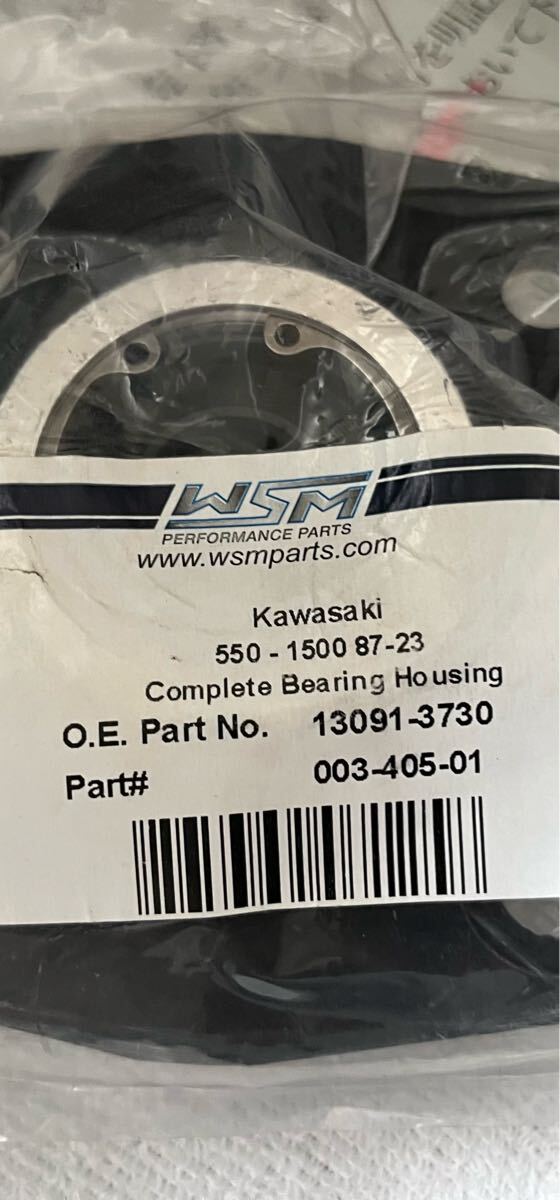 WSM
PERFORMANCE PARTS
www.wsmparts.com
Kawasaki
550 - 1500 87-23
Complete Bearing Housing
O.E. Part No. 13091-3730
Part# 003-405-01